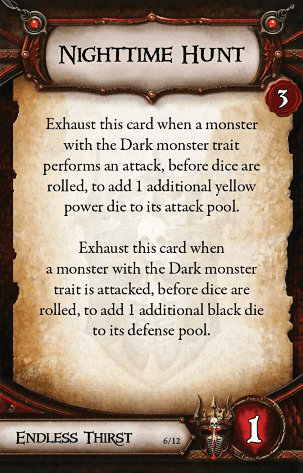 Nighttime Hunt
3
Exhaust this card when a monster
with the Dark monster trait
performs an attack, before dice are
rolled, to add 1 additional yellow
power die to its attack pool.
Exhaust this card when
a monster with the Dark monster
trait is attacked, before dice are
rolled, to add 1 additional black die
to its defense pool.
Endless Thirst
6/12
1